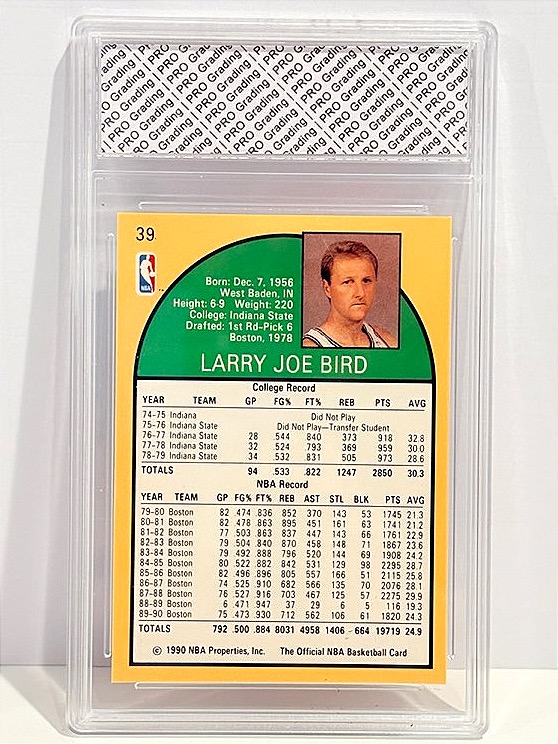 PRO Grading | PRO Grading | PRO Grading
39
NBA
Born: Dec. 7, 1956
West Baden, IN
Height: 6-9 Weight: 220
College: Indiana State
Drafted: 1st Rd-Pick 6
Boston, 1978
LARRY JOE BIRD
College Record
YEAR TEAM GP FG% FT% REB PTS AVG
74-75 Indiana Did Not Play
75-76 Indiana State Did Not Play—Transfer Student
76-77 Indiana State 28 .544 .840 373 918 32.8
77-78 Indiana State 32 .524 .793 369 959 30.0
78-79 Indiana State 34 .532 .831 505 973 28.6
TOTALS 94 .533 .822 1247 2850 30.3
NBA Record
YEAR TEAM GP FG% FT% REB AST STL BLK PTS AVG
79-80 Boston 82 .474 .836 852 370 143 53 1745 21.3
80-81 Boston 82 .478 .863 895 451 161 63 1741 21.2
81-82 Boston 77 .503 .863 837 447 143 66 1761 22.9
82-83 Boston 79 .504 .840 870 458 148 71 1867 23.6
83-84 Boston 79 .492 .888 796 520 144 69 1908 24.2
84-85 Boston 80 .522 .882 842 531 129 98 2295 28.7
85-86 Boston 82 .496 .896 805 557 166 51 2115 25.8
86-87 Boston 74 .525 .910 682 566 135 70 2076 28.1
87-88 Boston 76 .527 .916 703 467 125 57 2275 29.9
88-89 Boston 6 .471 .947 37 29 6 5 116 19.3
89-90 Boston 75 .473 .930 712 562 106 61 1820 24.3
TOTALS 792 .500 .884 8031 4958 1406 664 19719 24.9
© 1990 NBA Properties, Inc. The Official NBA Basketball Card